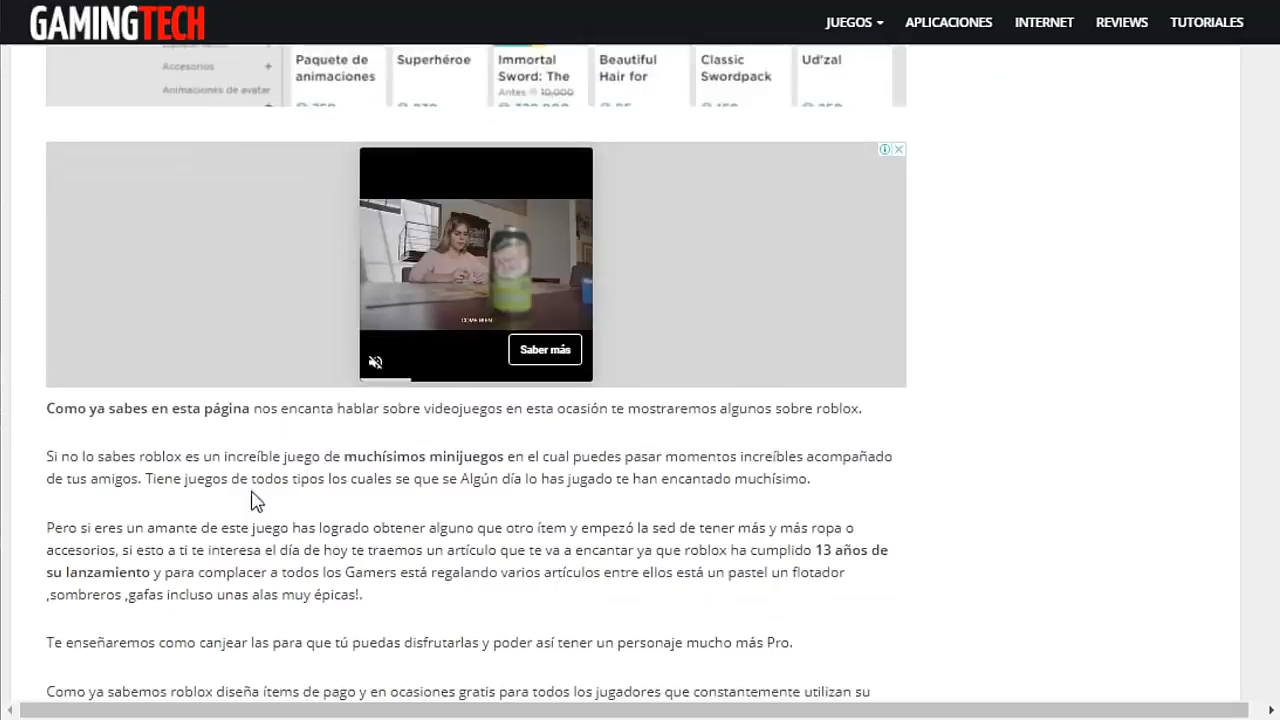 GAMINGTECH
JUEGOS
APLICACIONES
INTERNET
REVIEWS
TUTORIALES
Accesorios +
Animaciones de avatar
Paquete de
animaciones
Superhéroe
Immortal
Sword: The
Antes 10,000
Beautiful
Hair for
Classic
Swordpack
Ud'zal
COME BIEN
Saber más
Como ya sabes en esta página nos encanta hablar sobre videojuegos en esta ocasión te mostraremos algunos sobre roblox.
Si no lo sabes roblox es un increíble juego de muchísimos minijuegos en el cual puedes pasar momentos increíbles acompañado
de tus amigos. Tiene juegos de todos tipos los cuales se que se Algún día lo has jugado te han encantado muchísimo.
Pero si eres un amante de este juego has logrado obtener alguno que otro ítem y empezó la sed de tener más y más ropa o
accesorios, si esto a ti te interesa el día de hoy te traemos un artículo que te va a encantar ya que roblox ha cumplido 13 años de
su lanzamiento y para complacer a todos los Gamers está regalando varios artículos entre ellos está un pastel un flotador
,sombreros ,gafas incluso unas alas muy épicas!.
Te enseñaremos como canjear las para que tú puedas disfrutarlas y poder así tener un personaje mucho más Pro.
Como ya sabemos roblox diseña ítems de pago y en ocasiones gratis para todos los jugadores que constantemente utilizan su